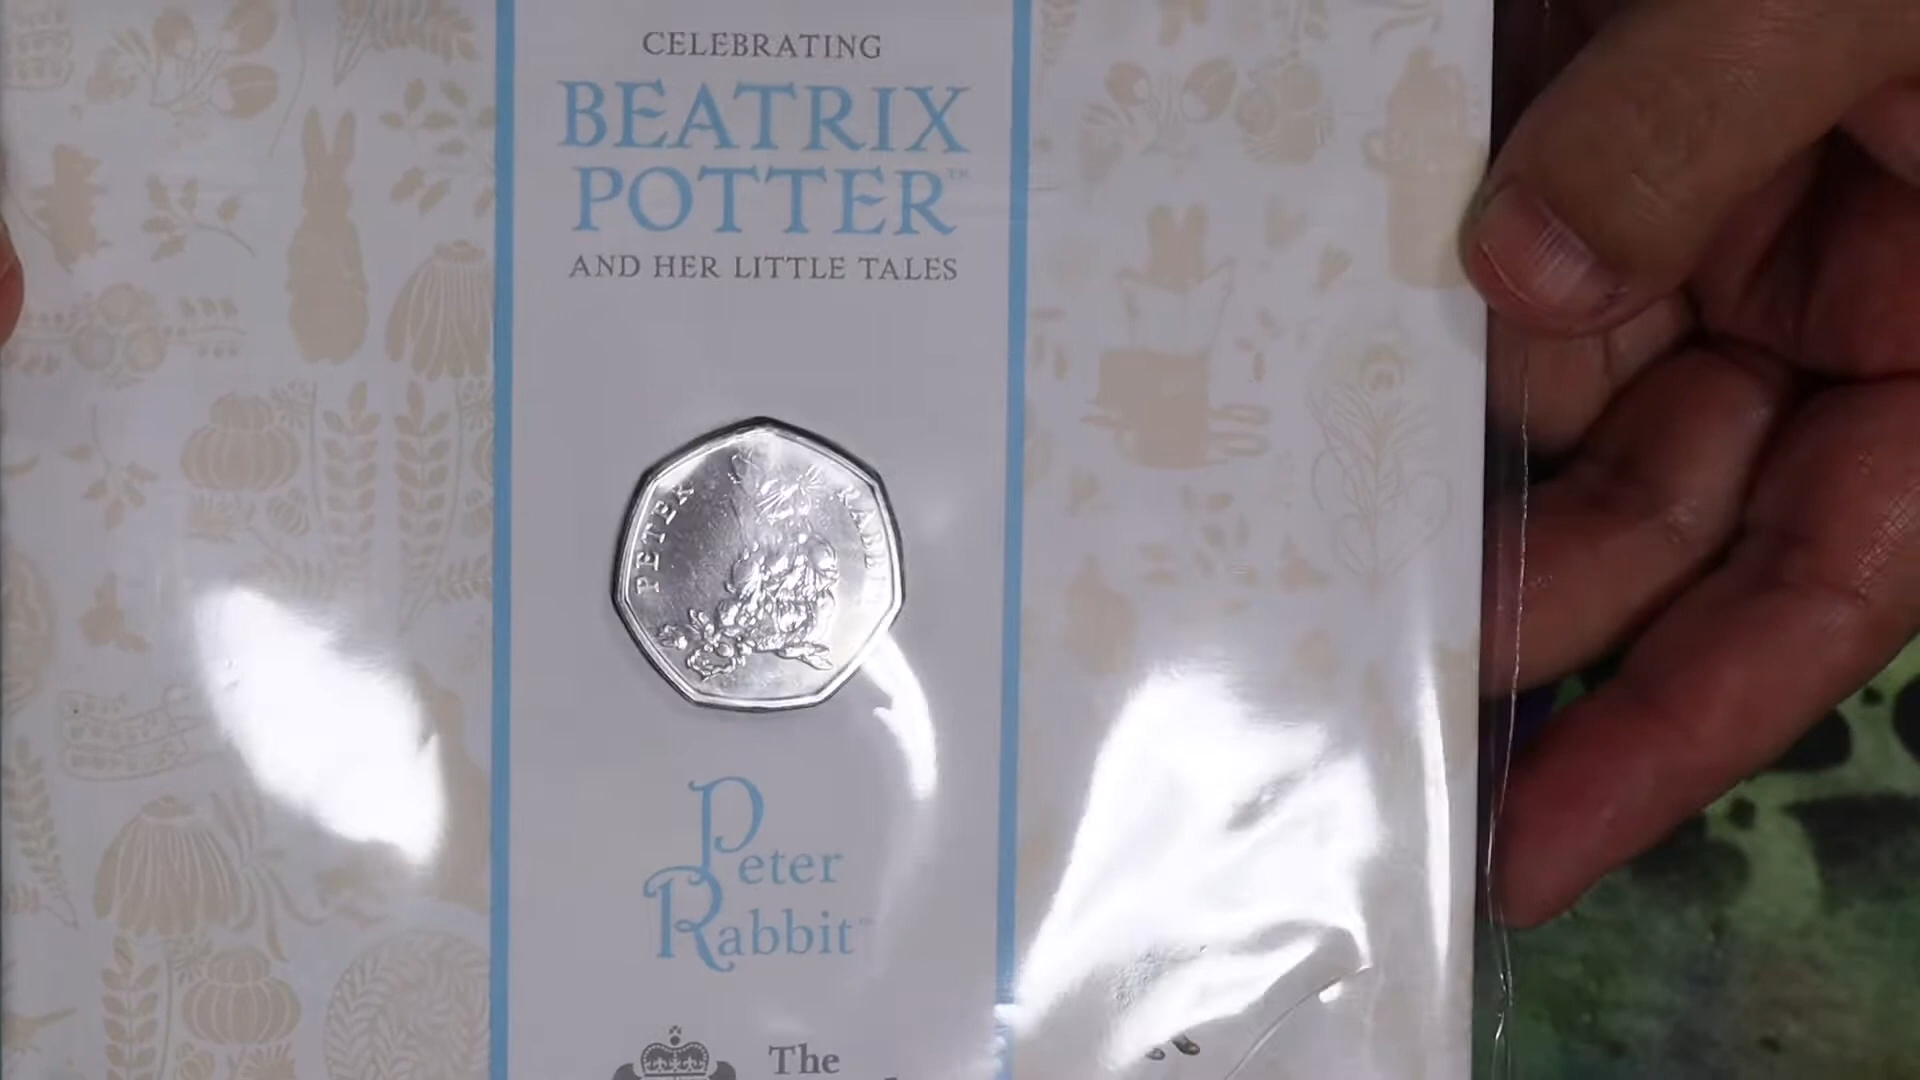 CELEBRATING
BEATRIX
POTTER™
AND HER LITTLE TALES
PETER RABBIT
Peter
Rabbit™
The